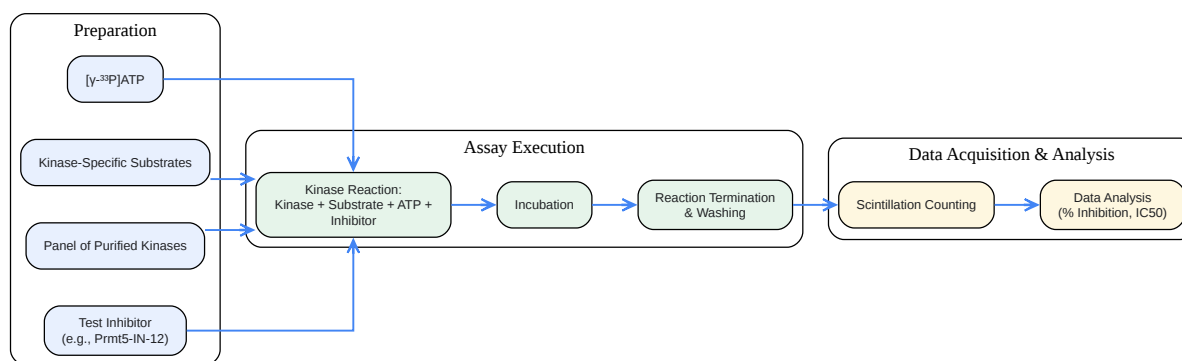 Preparation
[γ-³³P]ATP
Kinase-Specific Substrates
Panel of Purified Kinases
Test Inhibitor
(e.g., Prmt5-IN-12)
Assay Execution
Kinase Reaction:
Kinase + Substrate + ATP +
Inhibitor
Incubation
Reaction Termination
& Washing
Data Acquisition & Analysis
Scintillation Counting
Data Analysis
(% Inhibition, IC50)